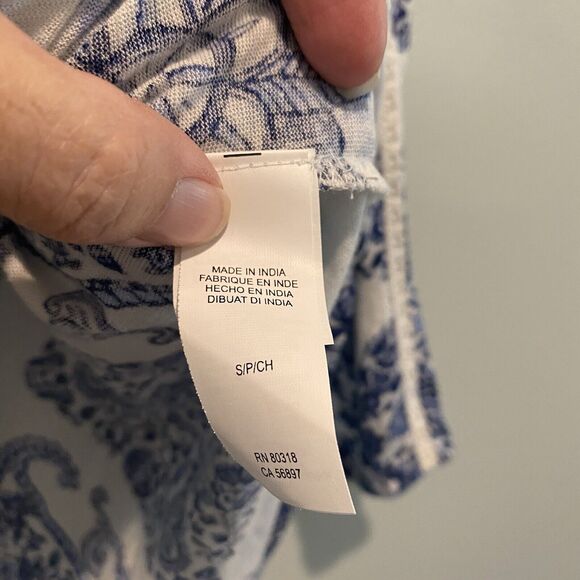 MADE IN INDIA
FABRIQUE EN INDE
HECHO EN INDIA
DIBUAT DI INDIA
S/P/CH
RN 80318
CA 56897